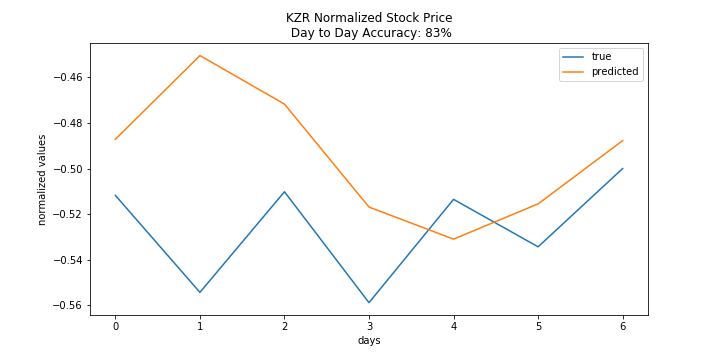 KZR Normalized Stock Price
Day to Day Accuracy: 83%
true
predicted
normalized values
−0.46
−0.48
−0.50
−0.52
−0.54
−0.56
0 1 2 3 4 5 6
days